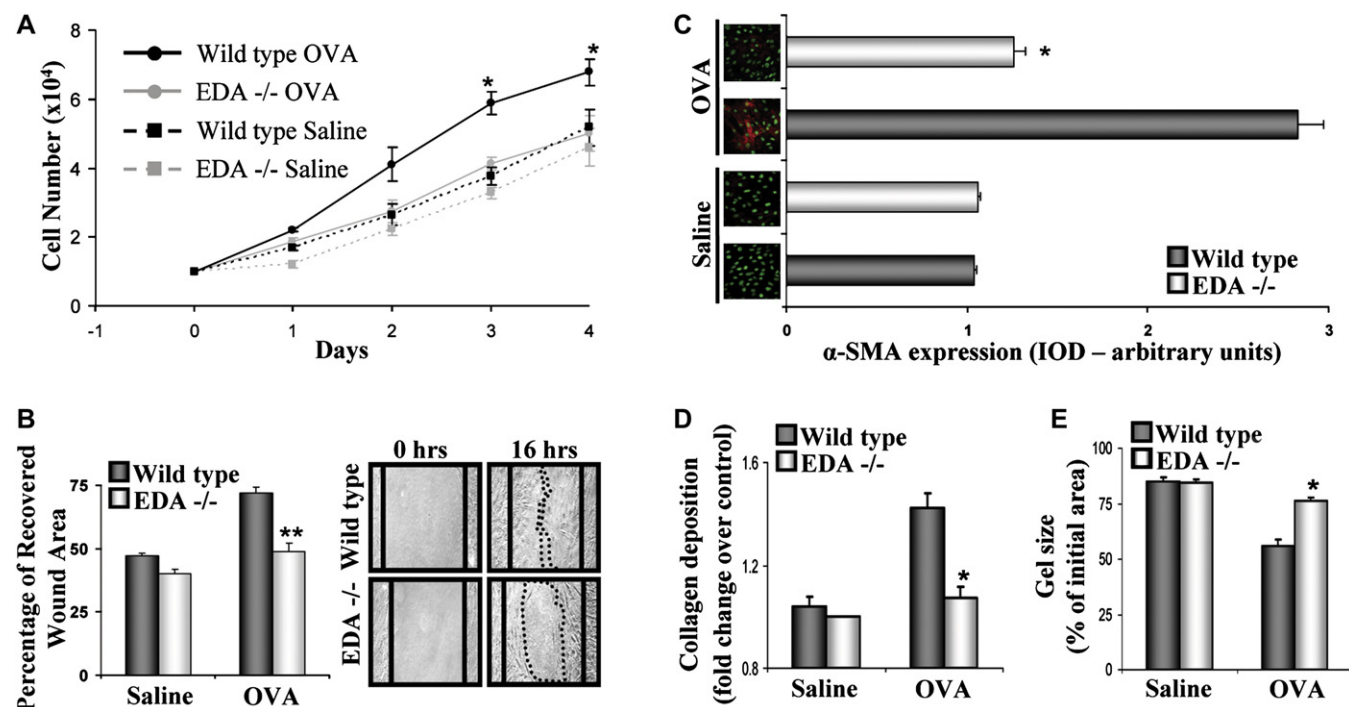 A
8
6
4
2
0
Cell Number (x10⁴)
Wild type OVA
EDA -/- OVA
Wild type Saline
EDA -/- Saline
*
*
-1
0
1
2
3
4
Days
C
OVA
Saline
*
Wild type
EDA -/-
0
1
2
3
α-SMA expression (IOD – arbitrary units)
B
Percentage of Recovered
Wound Area
75
50
25
0
Wild type
EDA -/-
**
Saline
OVA
0 hrs
16 hrs
Wild type
EDA -/-
D
Collagen deposition
(fold change over control)
1.6
1.2
0.8
Wild type
EDA -/-
*
Saline
OVA
E
Gel size
(% of initial area)
100
75
50
25
0
Wild type
EDA -/-
*
Saline
OVA